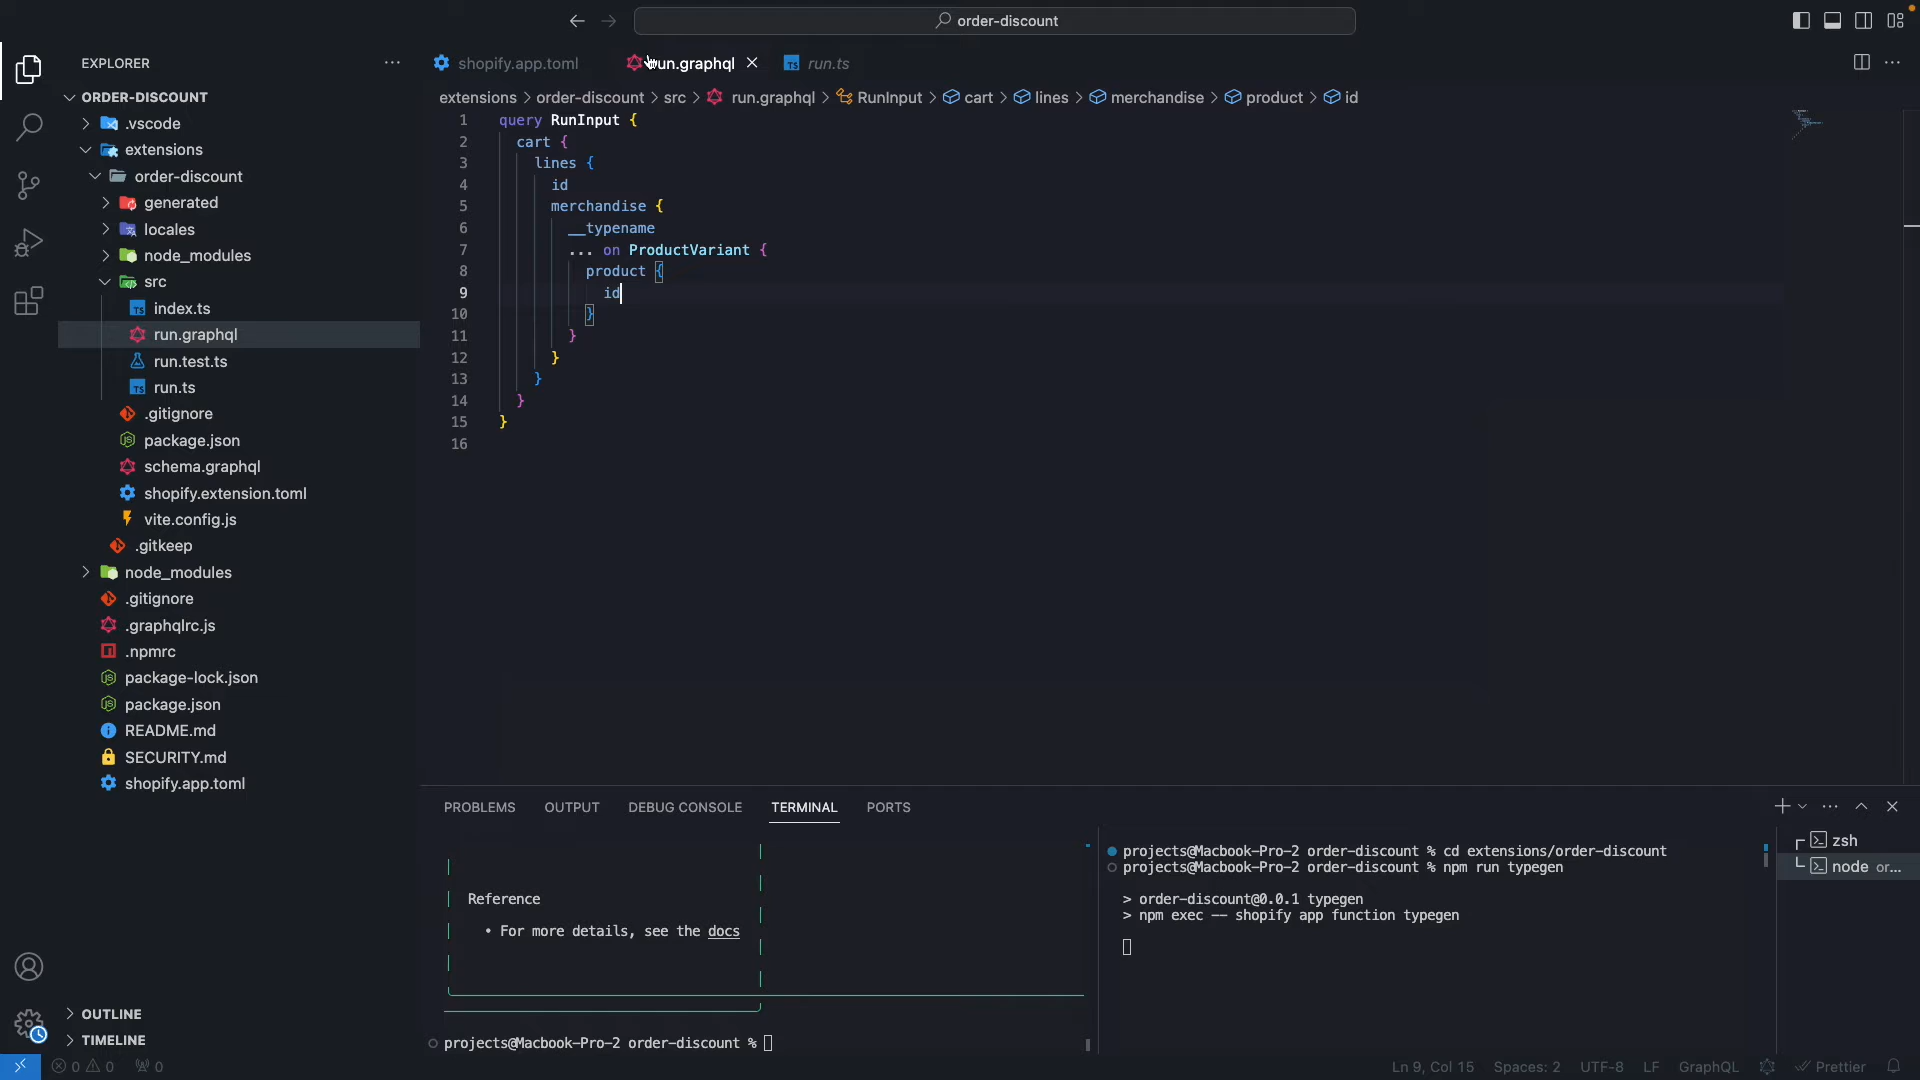 order-discount
EXPLORER
ORDER-DISCOUNT
.vscode
extensions
order-discount
generated
locales
node_modules
src
index.ts
run.graphql
run.test.ts
run.ts
.gitignore
package.json
schema.graphql
shopify.extension.toml
vite.config.js
.gitkeep
node_modules
.gitignore
.graphqlrc.js
.npmrc
package-lock.json
package.json
README.md
SECURITY.md
shopify.app.toml
OUTLINE
TIMELINE
shopify.app.toml run.graphql run.ts
extensions > order-discount > src > run.graphql > RunInput > cart > lines > merchandise > product > id
1 query RunInput {
2 cart {
3 lines {
4 id
5 merchandise {
6 __typename
7 ... on ProductVariant {
8 product {
9 id
10 }
11 }
12 }
13 }
14 }
15 }
16
PROBLEMS OUTPUT DEBUG CONSOLE TERMINAL PORTS
Reference
• For more details, see the docs
projects@Macbook-Pro-2 order-discount %
projects@Macbook-Pro-2 order-discount % cd extensions/order-discount
projects@Macbook-Pro-2 order-discount % npm run typegen
> order-discount@0.0.1 typegen
> npm exec -- shopify app function typegen
zsh
node or...
0 0 0 Ln 9, Col 15 Spaces: 2 UTF-8 LF GraphQL Prettier